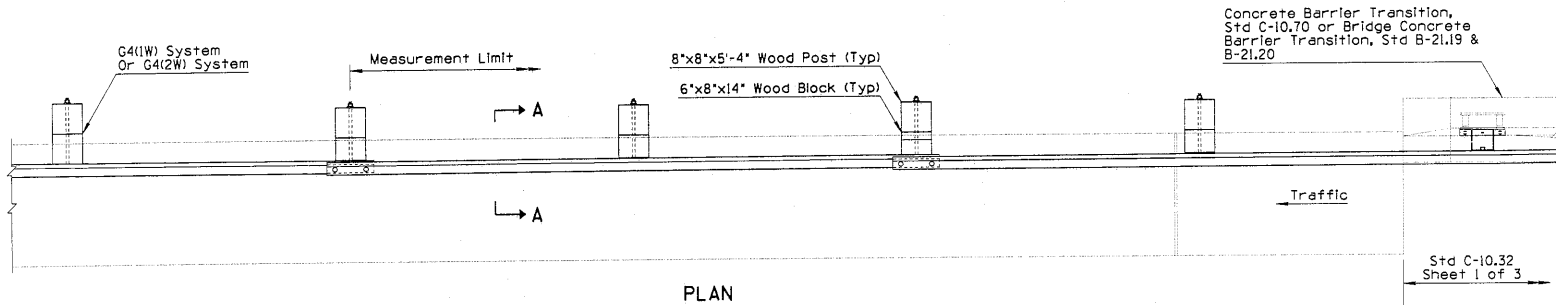 Concrete Barrier Transition,
Std C-10.70 or Bridge Concrete
Barrier Transition, Std B-21.19 &
B-21.20
G4(1W) System
Or G4(2W) System
Measurement Limit
8"x8"x5'-4" Wood Post (Typ)
6"x8"x14" Wood Block (Typ)
A
A
Traffic
Std C-10.32
Sheet 1 of 3
PLAN